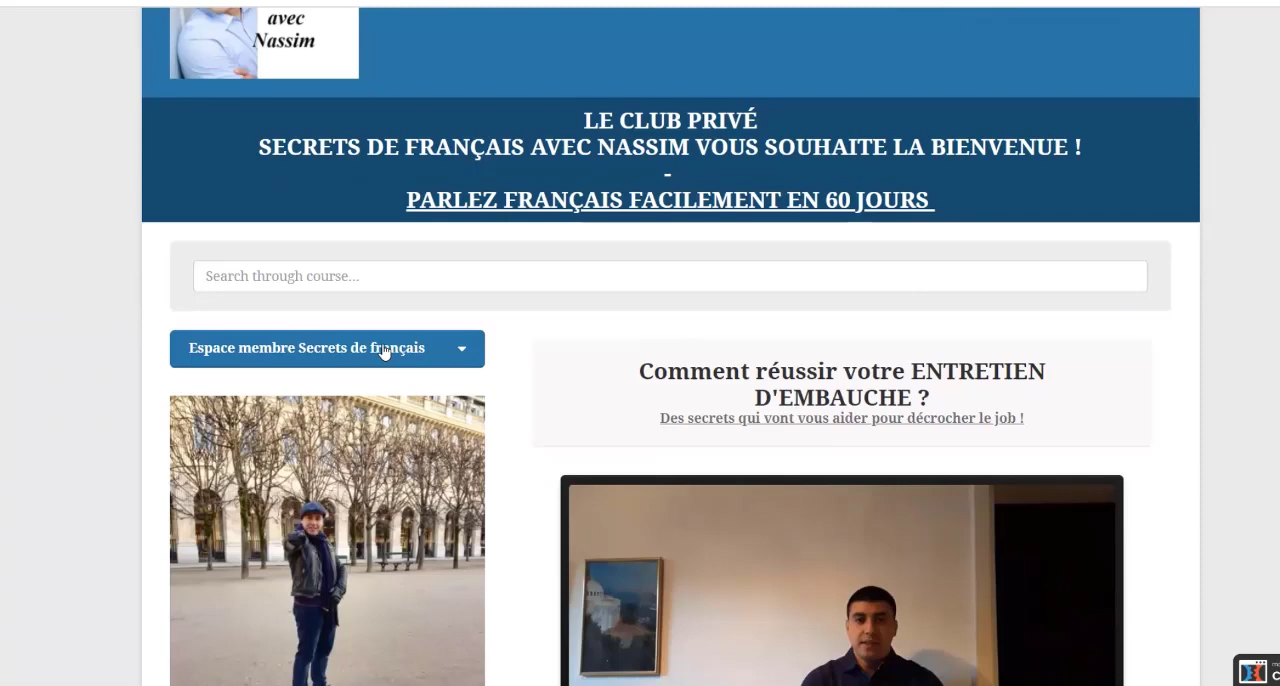 avec
Nassim
LE CLUB PRIVÉ
SECRETS DE FRANÇAIS AVEC NASSIM VOUS SOUHAITE LA BIENVENUE !
-
PARLEZ FRANÇAIS FACILEMENT EN 60 JOURS
Search through course...
Espace membre Secrets de français
Comment réussir votre ENTRETIEN
D'EMBAUCHE ?
Des secrets qui vont vous aider pour décrocher le job !